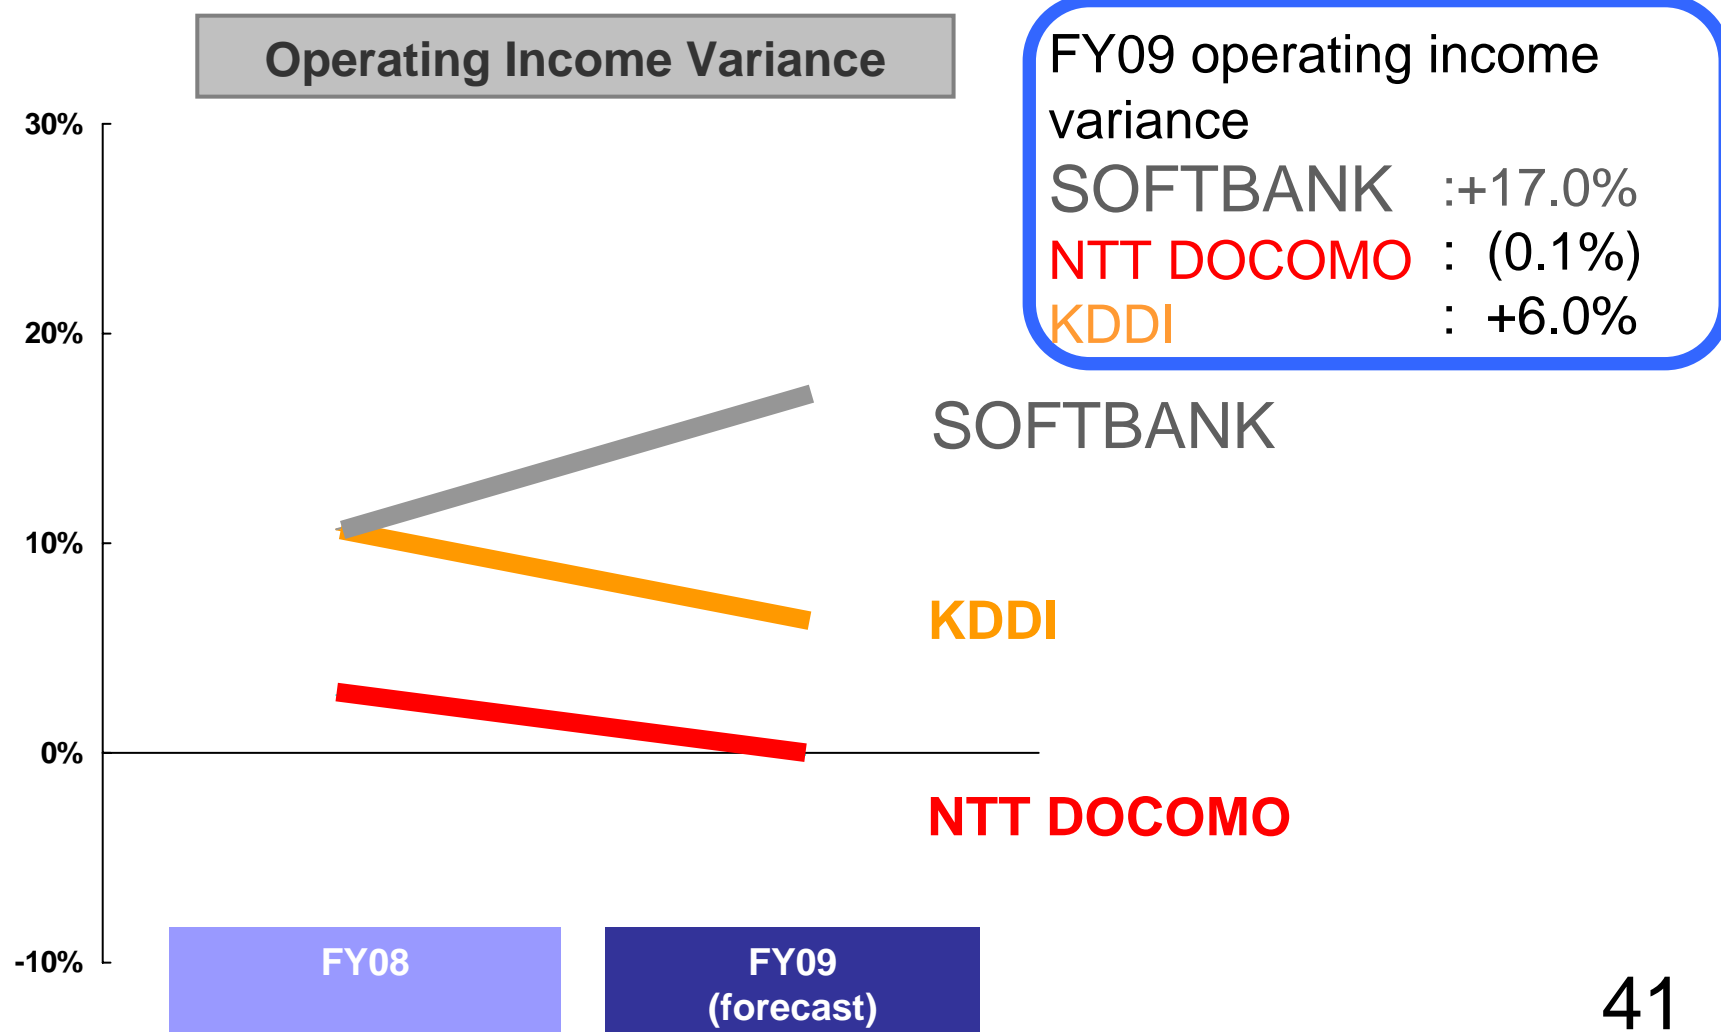 Operating Income Variance
FY09 operating income
variance
SOFTBANK :+17.0%
NTT DOCOMO : (0.1%)
KDDI : +6.0%
30%
20%
10%
0%
-10%
SOFTBANK
KDDI
NTT DOCOMO
FY08
FY09
(forecast)
41